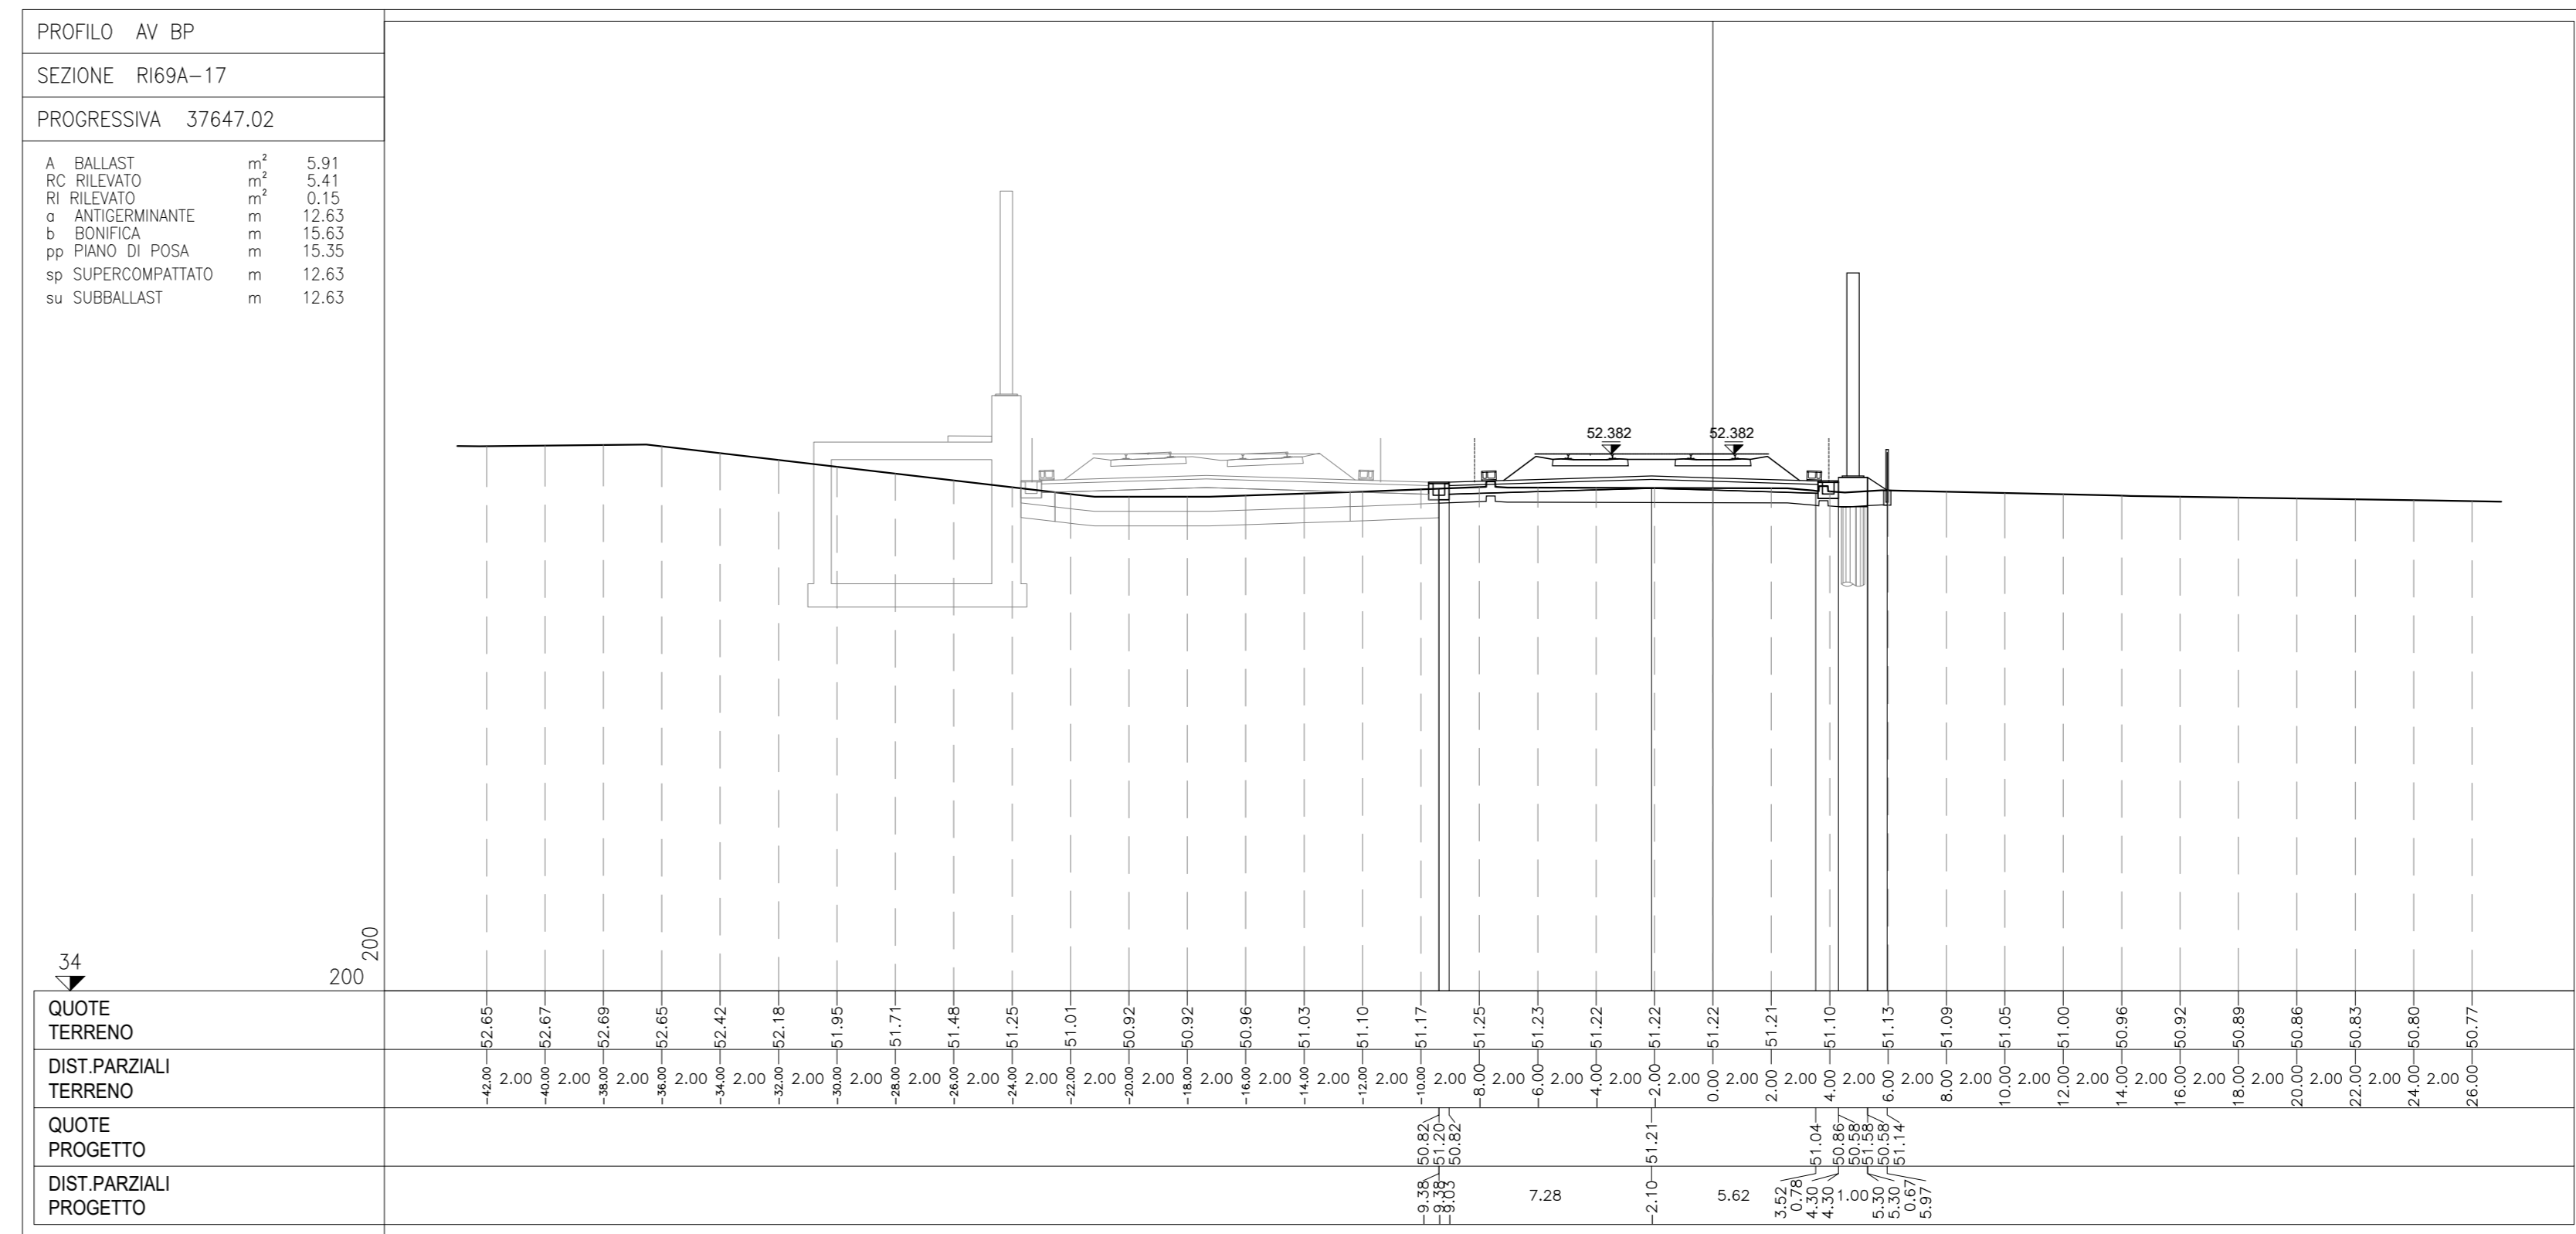 PROFILO AV BP
SEZIONE RI69A-17
PROGRESSIVA 37647.02
A BALLAST m² 5.91
RC RILEVATO m² 5.41
RI RILEVATO m² 0.15
a ANTIGERMINANTE m 12.63
b BONIFICA m 15.63
pp PIANO DI POSA m 15.35
sp SUPERCOMPATTATO m 12.63
su SUBBALLAST m 12.63
52.382 52.382
34
200
200
QUOTE TERRENO
52.65 52.67 52.69 52.65 52.42 52.18 51.95 51.71 51.48 51.25 51.01 50.92 50.92 50.96 51.03 51.10 51.17 51.25 51.23 51.22 51.22 51.22 51.21 51.10 51.13 51.09 51.05 51.00 50.96 50.92 50.89 50.86 50.83 50.80 50.77
DIST.PARZIALI TERRENO
-42.00 2.00 -40.00 2.00 -38.00 2.00 -36.00 2.00 -34.00 2.00 -32.00 2.00 -30.00 2.00 -28.00 2.00 -26.00 2.00 -24.00 2.00 -22.00 2.00 -20.00 2.00 -18.00 2.00 -16.00 2.00 -14.00 2.00 -12.00 2.00 -10.00 2.00 -8.00 2.00 -6.00 2.00 -4.00 2.00 -2.00 2.00 0.00 2.00 2.00 2.00 4.00 2.00 6.00 2.00 8.00 2.00 10.00 2.00 12.00 2.00 14.00 2.00 16.00 2.00 18.00 2.00 20.00 2.00 22.00 2.00 24.00 2.00 26.00
QUOTE PROGETTO
50.82 51.20 50.82 51.21 51.04 50.86 50.58 51.58 50.58 51.14
DIST.PARZIALI PROGETTO
-9.38 -9.38 -9.03 7.28 -2.10 5.62 3.52 0.78 4.30 4.30 1.00 5.30 5.30 0.67 5.97